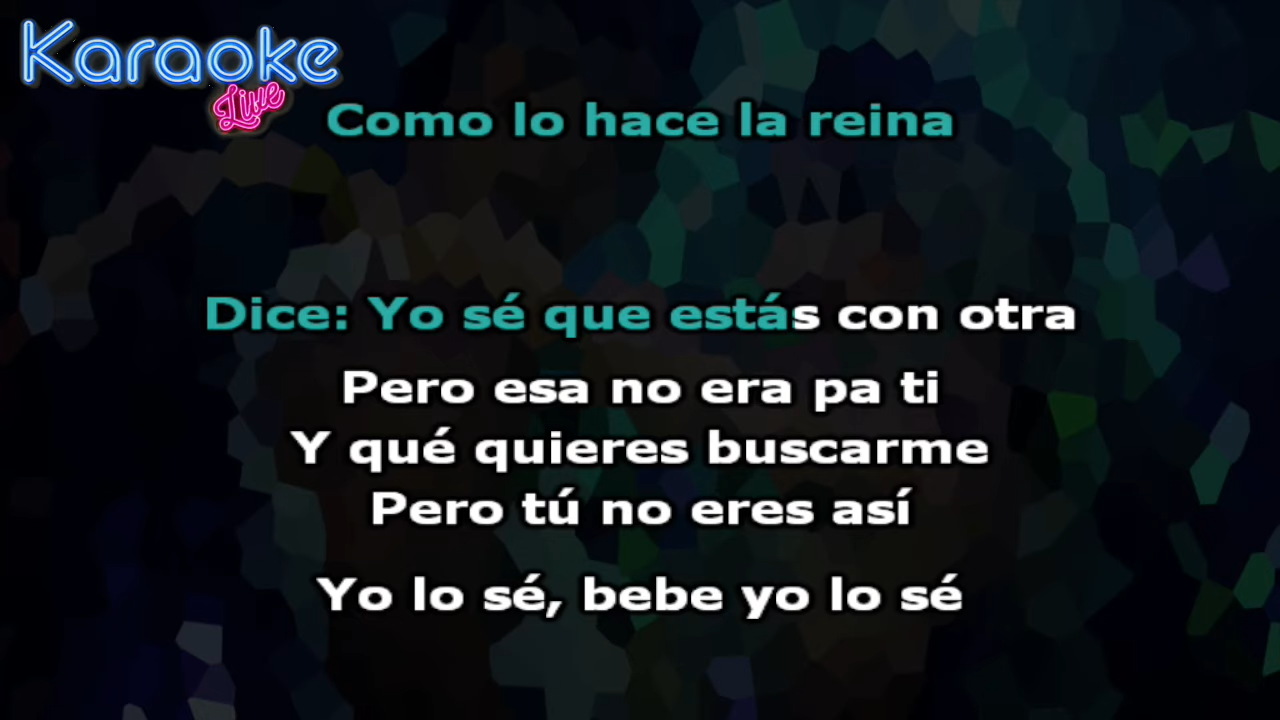 Karaoke
Live
Como lo hace la reina
Dice: Yo sé que estás con otra
Pero esa no era pa ti
Y qué quieres buscarme
Pero tú no eres así
Yo lo sé, bebe yo lo sé